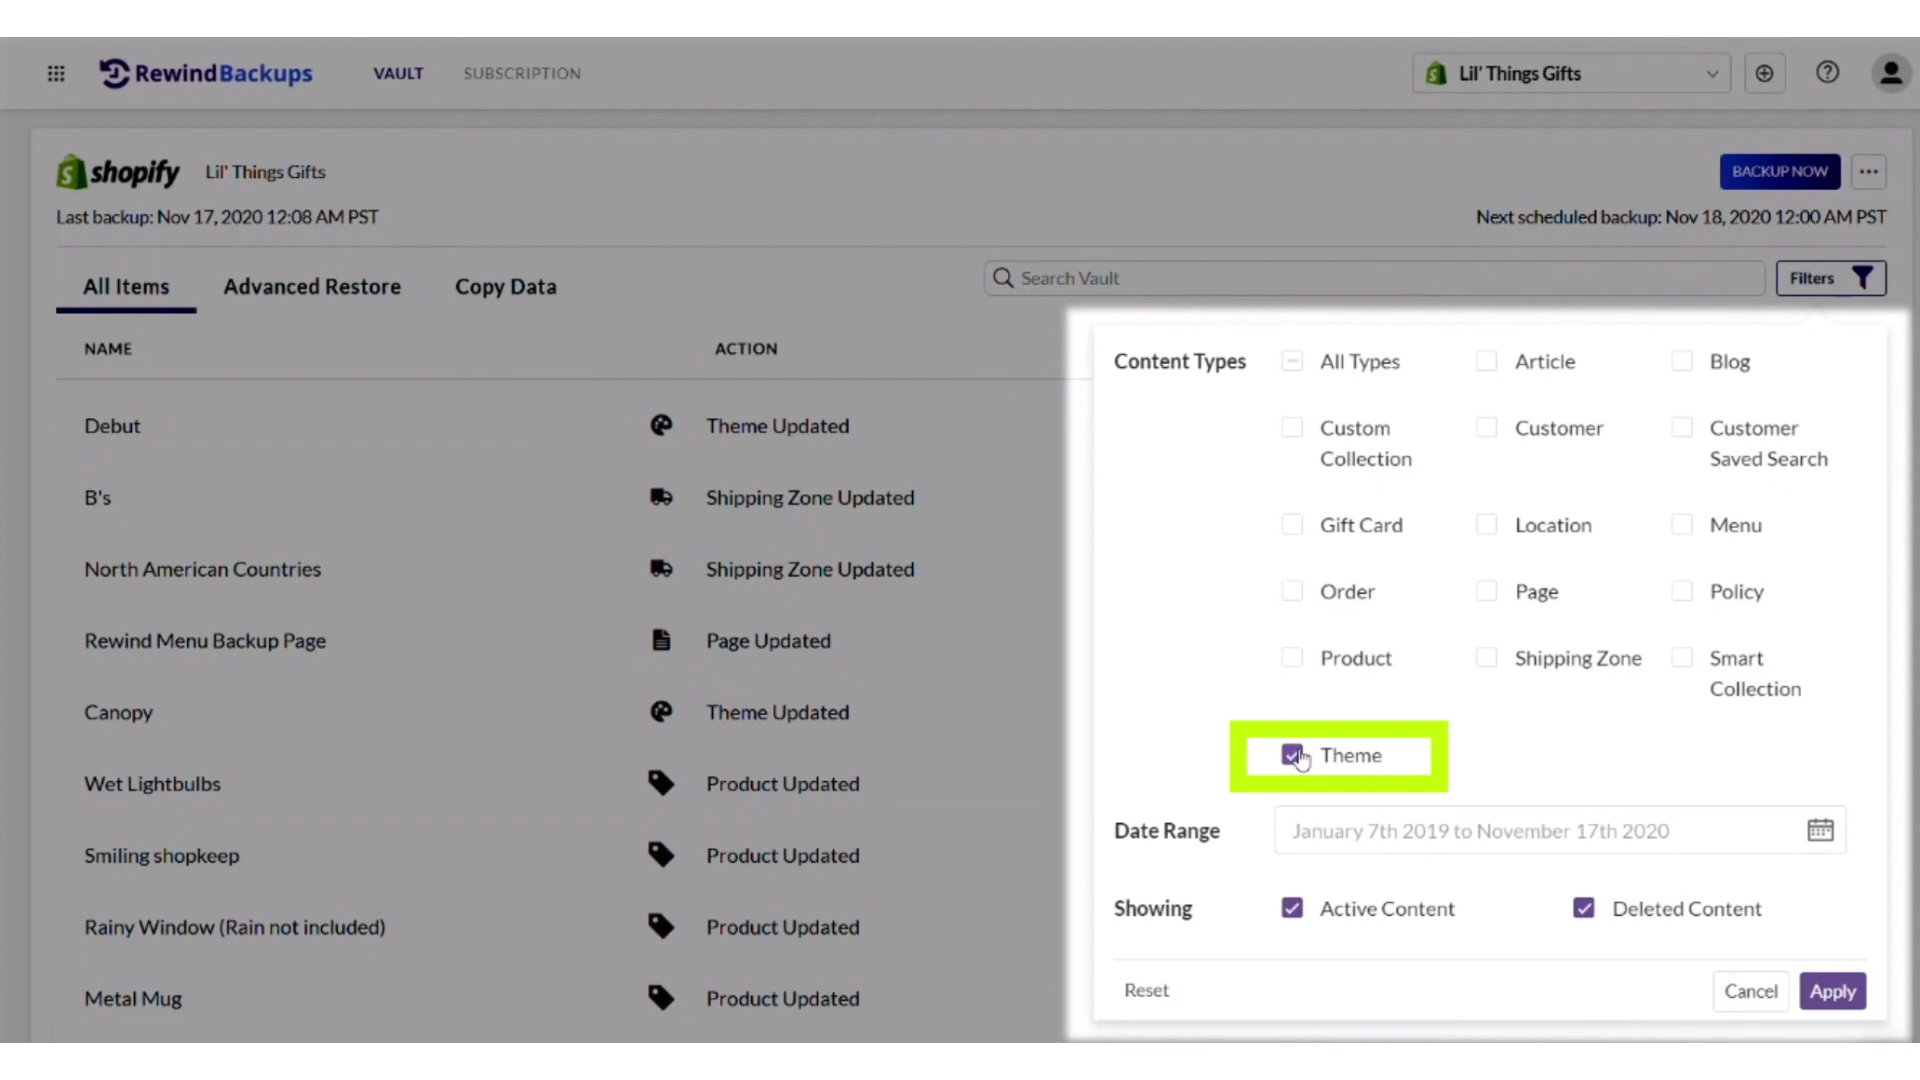 RewindBackups VAULT SUBSCRIPTION Lil' Things Gifts
shopify Lil' Things Gifts BACKUP NOW
Last backup: Nov 17, 2020 12:08 AM PST Next scheduled backup: Nov 18, 2020 12:00 AM PST
All Items Advanced Restore Copy Data Search Vault Filters
NAME ACTION
Debut Theme Updated
B's Shipping Zone Updated
North American Countries Shipping Zone Updated
Rewind Menu Backup Page Page Updated
Canopy Theme Updated
Wet Lightbulbs Product Updated
Smiling shopkeep Product Updated
Rainy Window (Rain not included) Product Updated
Metal Mug Product Updated
Content Types All Types Article Blog
Custom Collection Customer Customer Saved Search
Gift Card Location Menu
Order Page Policy
Product Shipping Zone Smart Collection
Theme
Date Range January 7th 2019 to November 17th 2020
Showing Active Content Deleted Content
Reset Cancel Apply